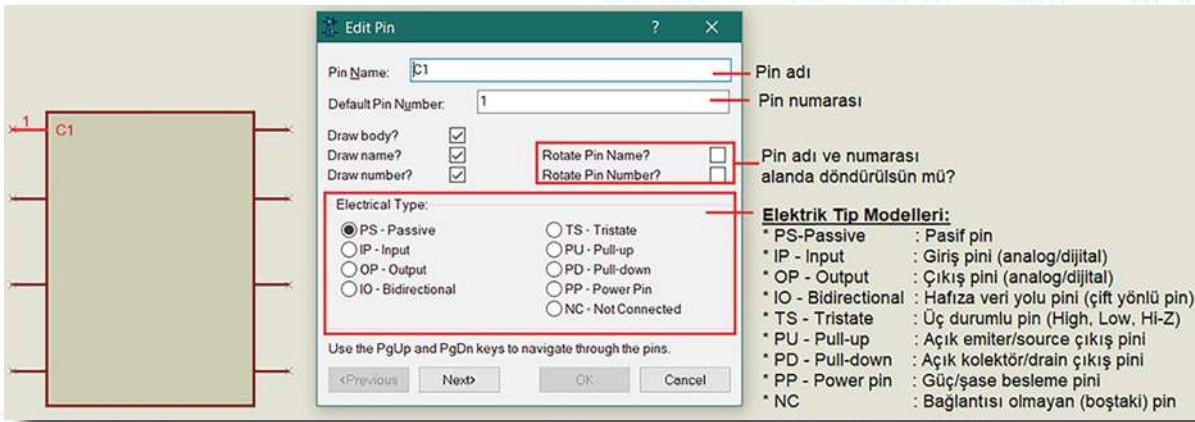 1
C1
Edit Pin
?
×
Pin Name:
C1
Default Pin Number:
1
Draw body?
Draw name?
Draw number?
Rotate Pin Name?
Rotate Pin Number?
Electrical Type:
PS - Passive
IP - Input
OP - Output
IO - Bidirectional
TS - Tristate
PU - Pull-up
PD - Pull-down
PP - Power Pin
NC - Not Connected
Use the PgUp and PgDn keys to navigate through the pins.
<Previous
Next>
OK
Cancel
Pin adı
Pin numarası
Pin adı ve numarası
alanda döndürülsün mü?
Elektrik Tip Modelleri:
* PS-Passive : Pasif pin
* IP - Input : Giriş pini (analog/dijital)
* OP - Output : Çıkış pini (analog/dijital)
* IO - Bidirectional : Hafıza veri yolu pini (çift yönlü pin)
* TS - Tristate : Üç durumlu pin (High, Low, Hi-Z)
* PU - Pull-up : Açık emiter/source çıkış pini
* PD - Pull-down : Açık kolektör/drain çıkış pini
* PP - Power pin : Güç/şase besleme pini
* NC : Bağlantısı olmayan (boştaki) pin